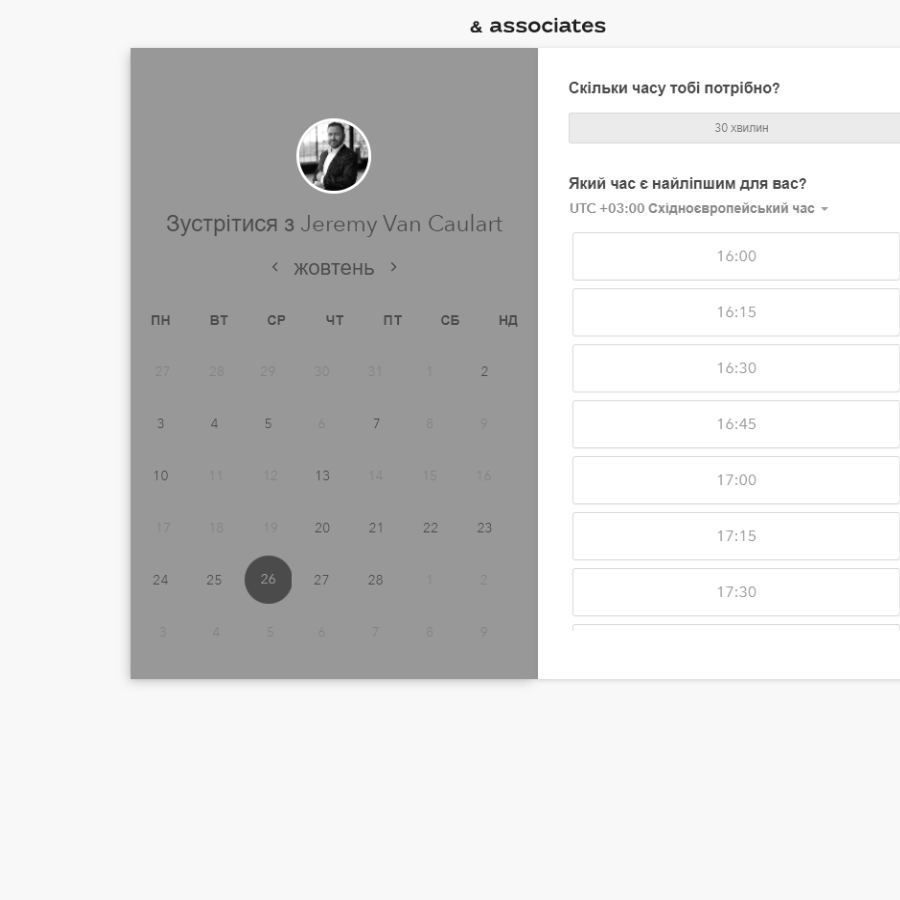 & associates
Зустрітися з Jeremy Van Caulart
жовтень
ПН ВТ СР ЧТ ПТ СБ НД
27 28 29 30 31 1 2
3 4 5 6 7 8 9
10 11 12 13 14 15 16
17 18 19 20 21 22 23
24 25 26 27 28 1 2
3 4 5 6 7 8 9
Скільки часу тобі потрібно?
30 хвилин
Який час є найліпшим для вас?
UTC +03:00 Східноєвропейський час
16:00
16:15
16:30
16:45
17:00
17:15
17:30